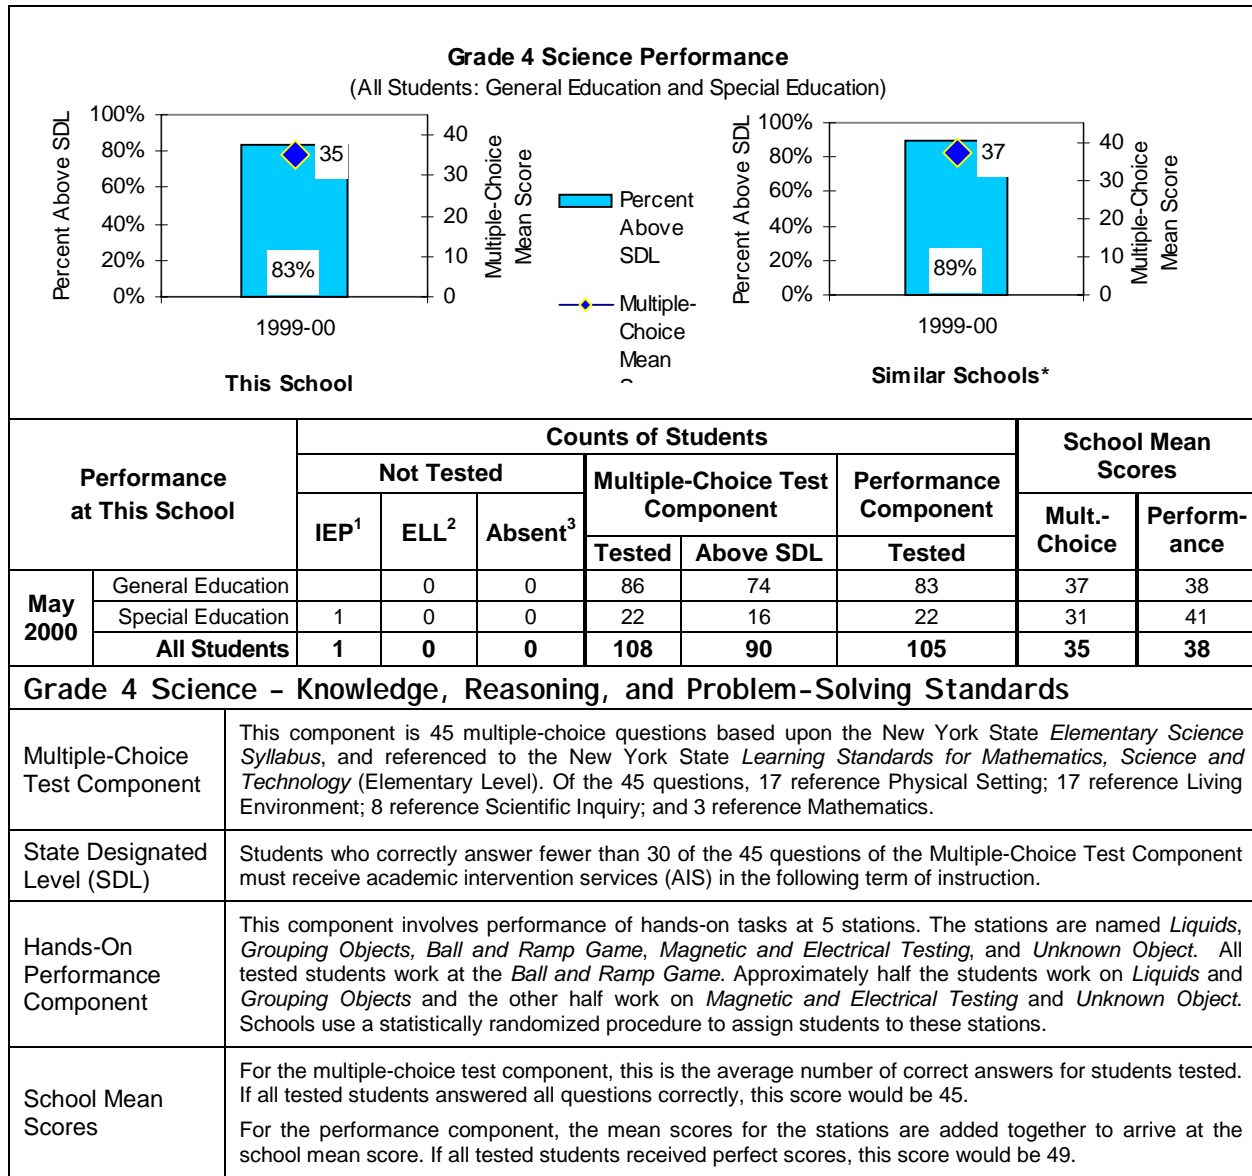 Grade 4 Science Performance
(All Students: General Education and Special Education)
Percent Above SDL
100%
80%
60%
40%
20%
0%
35
83%
40
30
20
10
0
Multiple-Choice
Mean Score
1999-00
This School
Percent
Above
SDL
Multiple-
Choice
Mean
Percent Above SDL
100%
80%
60%
40%
20%
0%
37
89%
40
30
20
10
0
Multiple-Choice
Mean Score
1999-00
Similar Schools*
Performance
at This School
Counts of Students
School Mean
Scores
Not Tested
Multiple-Choice Test
Component
Performance
Component
IEP1 ELL2 Absent3
Mult.-
Choice
Perform-
ance
Tested Above SDL Tested
May
2000
General Education 0 0 86 74 83 37 38
Special Education 1 0 0 22 16 22 31 41
All Students 1 0 0 108 90 105 35 38
Grade 4 Science – Knowledge, Reasoning, and Problem-Solving Standards
Multiple-Choice
Test Component
This component is 45 multiple-choice questions based upon the New York State Elementary Science
Syllabus, and referenced to the New York State Learning Standards for Mathematics, Science and
Technology (Elementary Level). Of the 45 questions, 17 reference Physical Setting; 17 reference Living
Environment; 8 reference Scientific Inquiry; and 3 reference Mathematics.
State Designated
Level (SDL)
Students who correctly answer fewer than 30 of the 45 questions of the Multiple-Choice Test Component
must receive academic intervention services (AIS) in the following term of instruction.
Hands-On
Performance
Component
This component involves performance of hands-on tasks at 5 stations. The stations are named Liquids,
Grouping Objects, Ball and Ramp Game, Magnetic and Electrical Testing, and Unknown Object. All
tested students work at the Ball and Ramp Game. Approximately half the students work on Liquids and
Grouping Objects and the other half work on Magnetic and Electrical Testing and Unknown Object.
Schools use a statistically randomized procedure to assign students to these stations.
School Mean
Scores
For the multiple-choice test component, this is the average number of correct answers for students tested.
If all tested students answered all questions correctly, this score would be 45.
For the performance component, the mean scores for the stations are added together to arrive at the
school mean score. If all tested students received perfect scores, this score would be 49.